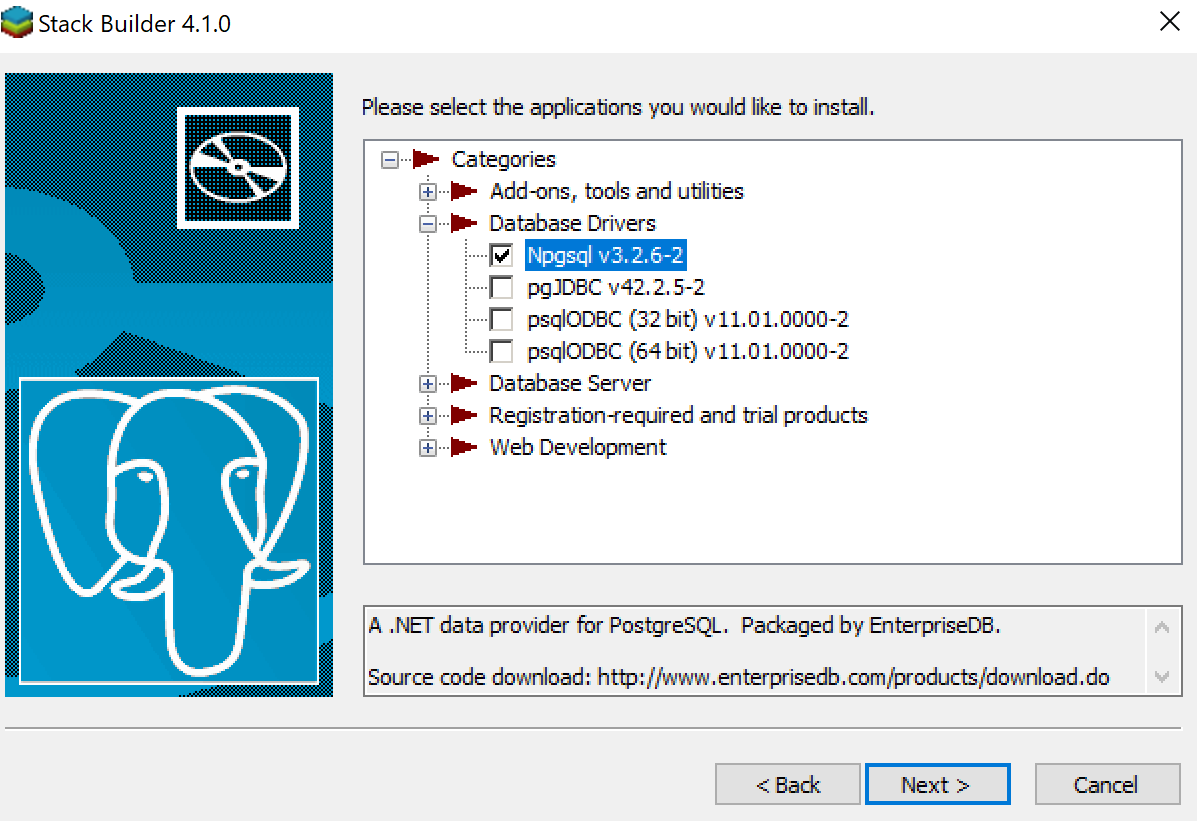 Stack Builder 4.1.0
Please select the applications you would like to install.
Categories
Add-ons, tools and utilities
Database Drivers
Npgsql v3.2.6-2
pgJDBC v42.2.5-2
psqlODBC (32 bit) v11.01.0000-2
psqlODBC (64 bit) v11.01.0000-2
Database Server
Registration-required and trial products
Web Development
A .NET data provider for PostgreSQL.  Packaged by EnterpriseDB.
Source code download: http://www.enterprisedb.com/products/download.do
< Back Next > Cancel